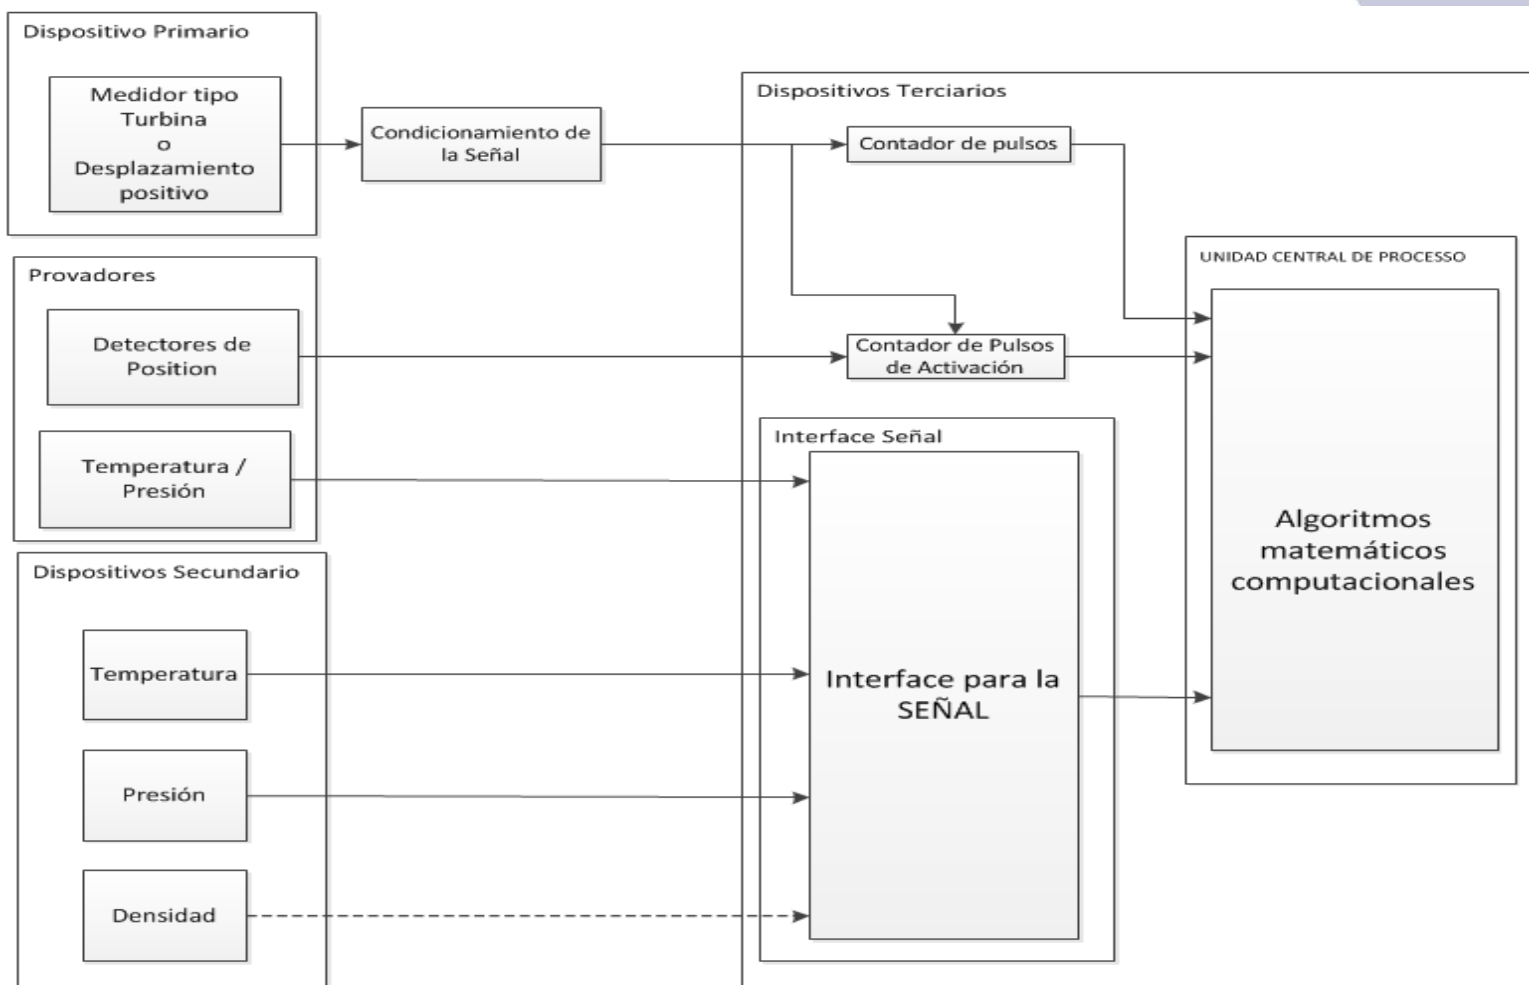 Dispositivo Primario
Medidor tipo
Turbina
o
Desplazamiento
positivo
Condicionamiento de
la Señal
Dispositivos Terciarios
Contador de pulsos
UNIDAD CENTRAL DE PROCESSO
Algoritmos
matemáticos
computacionales
Provadores
Detectores de
Position
Contador de Pulsos
de Activación
Temperatura /
Presión
Interface Señal
Interface para la
SEÑAL
Dispositivos Secundario
Temperatura
Presión
Densidad